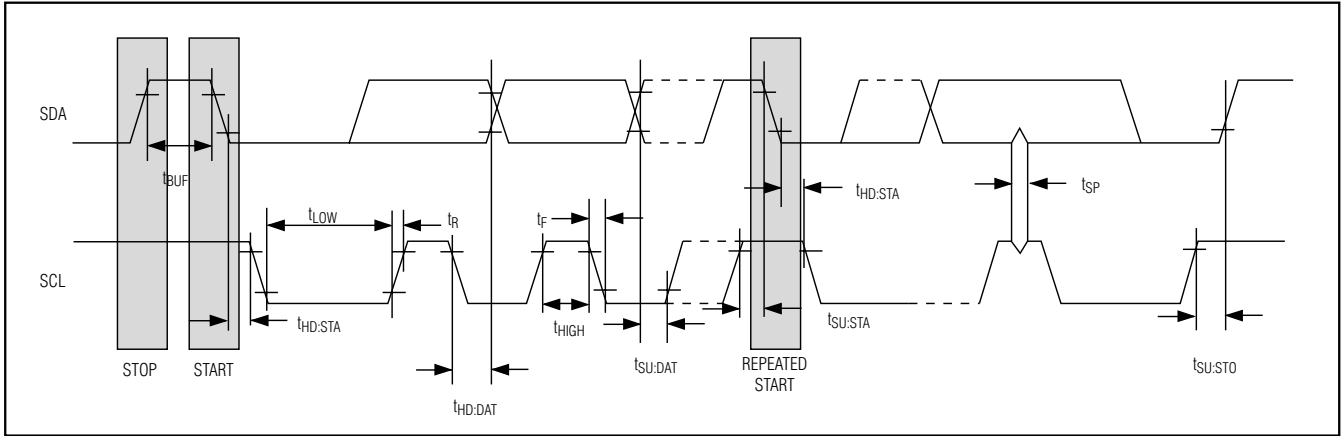 SDA
tBUF
tHD:STA
tSP
tLOW
tR
tF
SCL
tHD:STA
tHIGH
tSU:STA
tSU:DAT
tSU:STO
STOP
START
REPEATED
START
tHD:DAT